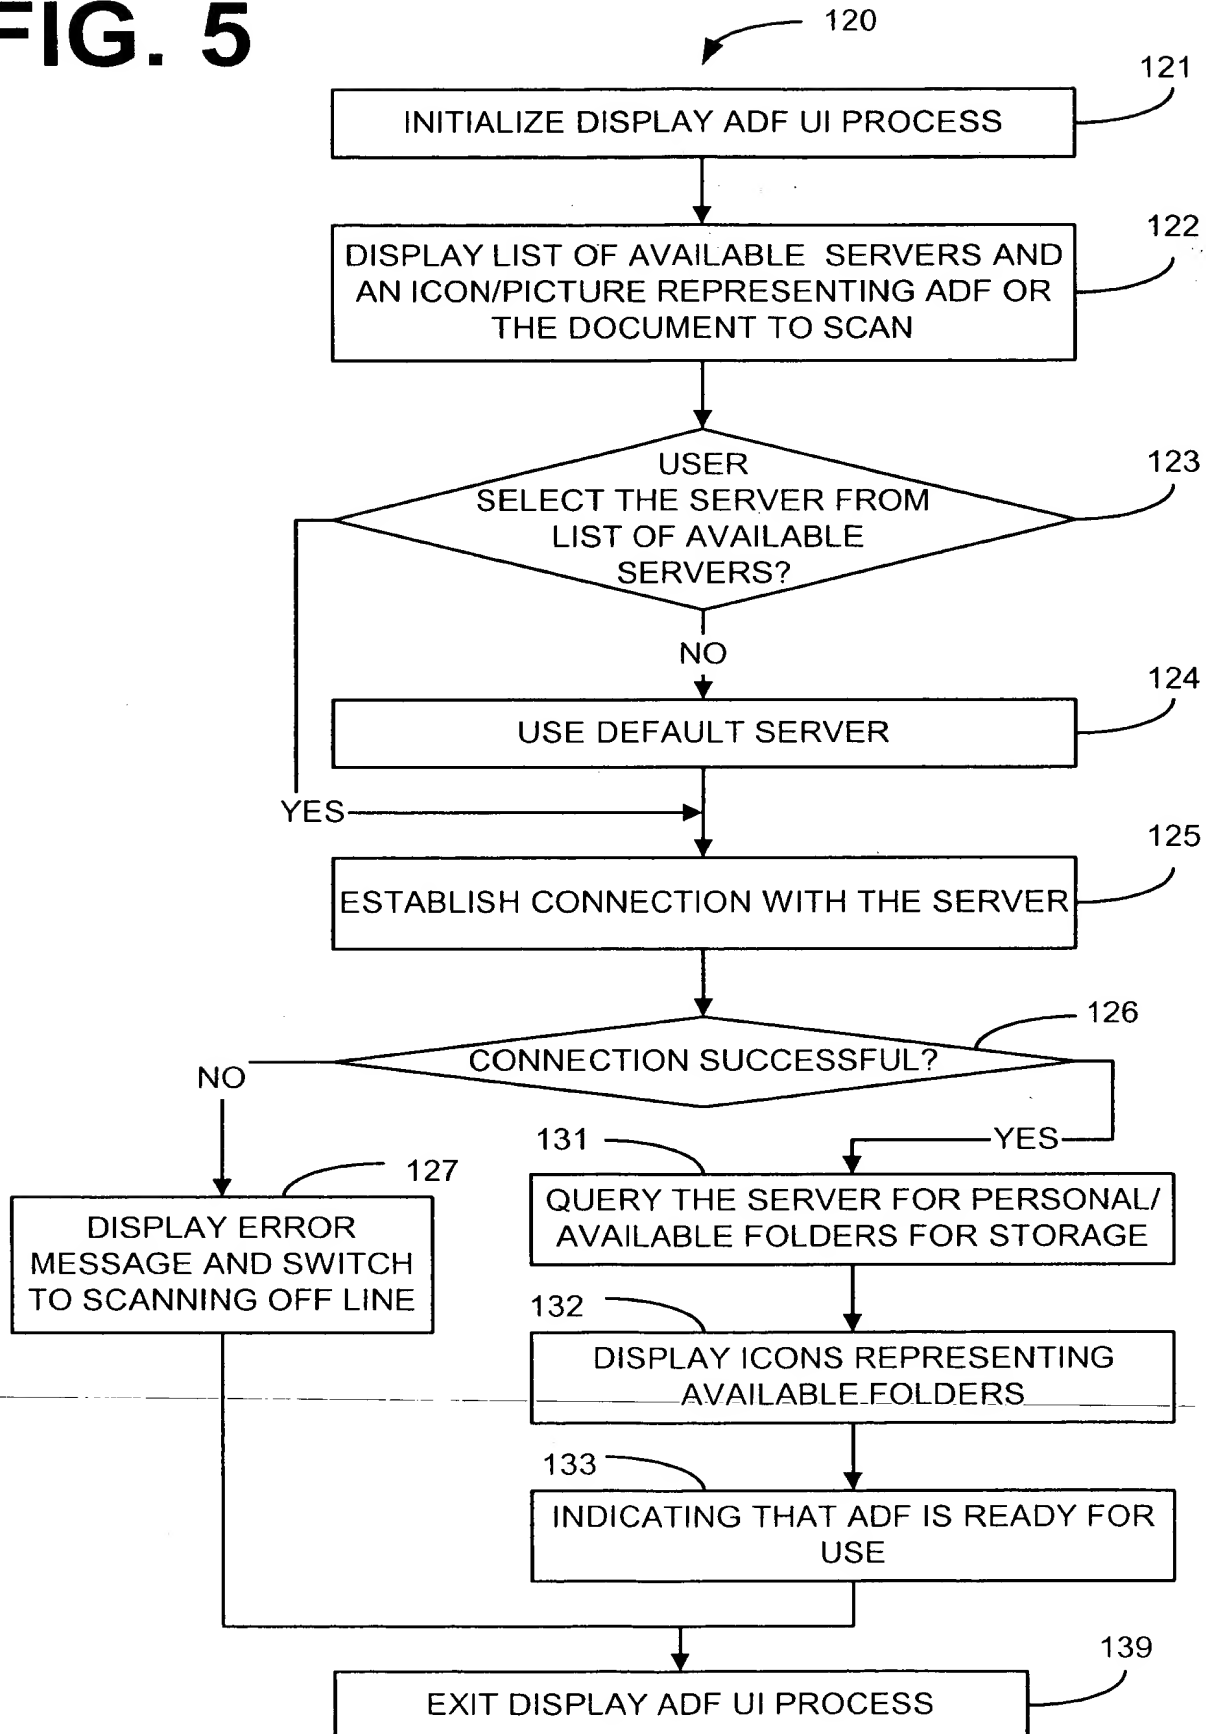 FIG. 5
120
121
INITIALIZE DISPLAY ADF UI PROCESS
122
DISPLAY LIST OF AVAILABLE SERVERS AND
AN ICON/PICTURE REPRESENTING ADF OR
THE DOCUMENT TO SCAN
123
USER
SELECT THE SERVER FROM
LIST OF AVAILABLE
SERVERS?
NO
124
USE DEFAULT SERVER
YES
125
ESTABLISH CONNECTION WITH THE SERVER
126
CONNECTION SUCCESSFUL?
NO
YES
131
127
QUERY THE SERVER FOR PERSONAL/
AVAILABLE FOLDERS FOR STORAGE
DISPLAY ERROR
MESSAGE AND SWITCH
TO SCANNING OFF LINE
132
DISPLAY ICONS REPRESENTING
AVAILABLE FOLDERS
133
INDICATING THAT ADF IS READY FOR
USE
139
EXIT DISPLAY ADF UI PROCESS